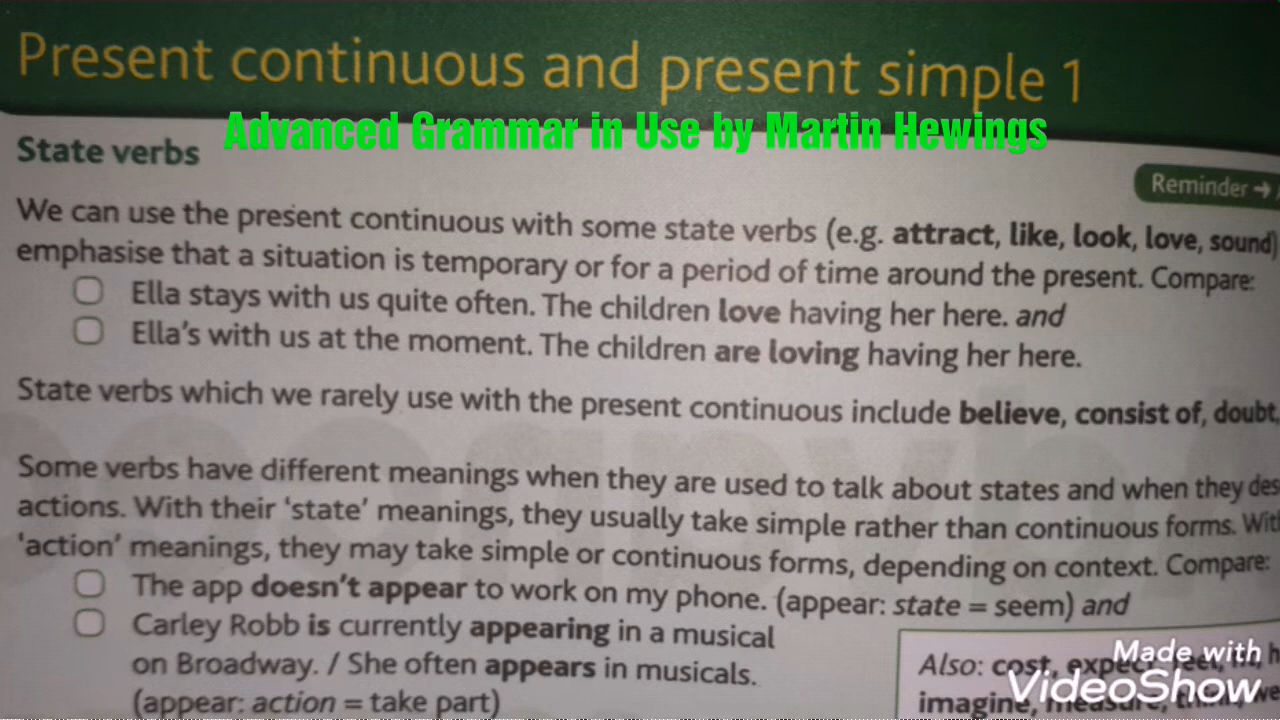 Present continuous and present simple 1
Advanced Grammar in Use by Martin Hewings
State verbs
Reminder →
We can use the present continuous with some state verbs (e.g. attract, like, look, love, sound)
emphasise that a situation is temporary or for a period of time around the present. Compare:
Ella stays with us quite often. The children love having her here. and
Ella's with us at the moment. The children are loving having her here.
State verbs which we rarely use with the present continuous include believe, consist of, doubt,
Some verbs have different meanings when they are used to talk about states and when they des
actions. With their 'state' meanings, they usually take simple rather than continuous forms. Wit
'action' meanings, they may take simple or continuous forms, depending on context. Compare:
The app doesn't appear to work on my phone. (appear: state = seem) and
Carley Robb is currently appearing in a musical
on Broadway. / She often appears in musicals.
(appear: action = take part)
Also: cost, expect,
imagine, measure,
Made with
VideoShow